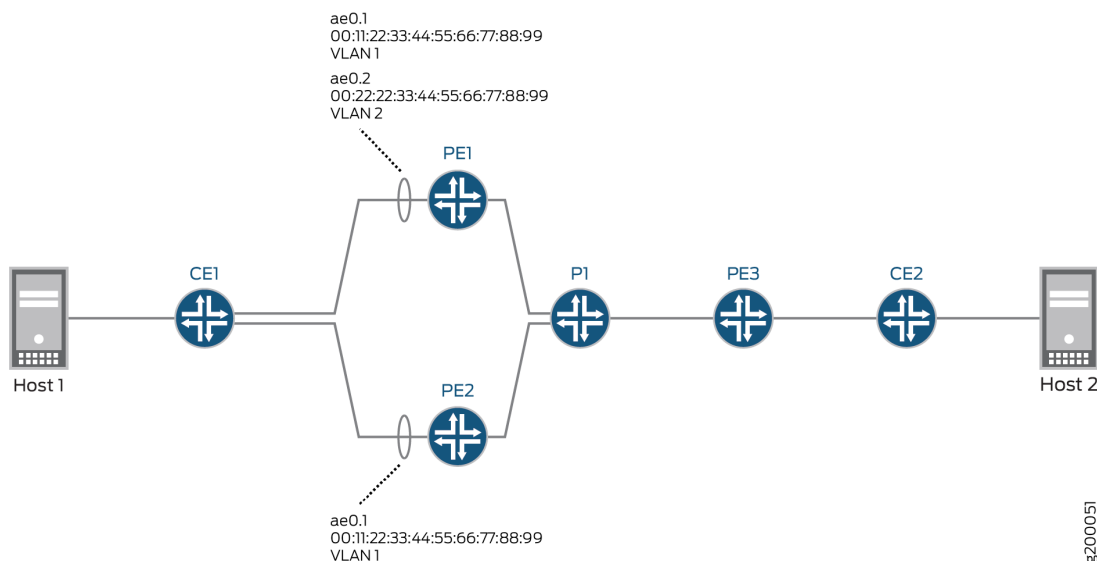 ae0.1
00:11:22:33:44:55:66:77:88:99
VLAN 1
ae0.2
00:22:22:33:44:55:66:77:88:99
VLAN 2
PE1
CE1
P1
PE3
CE2
Host 1
PE2
Host 2
ae0.1
00:11:22:33:44:55:66:77:88:99
VLAN 1
g200051